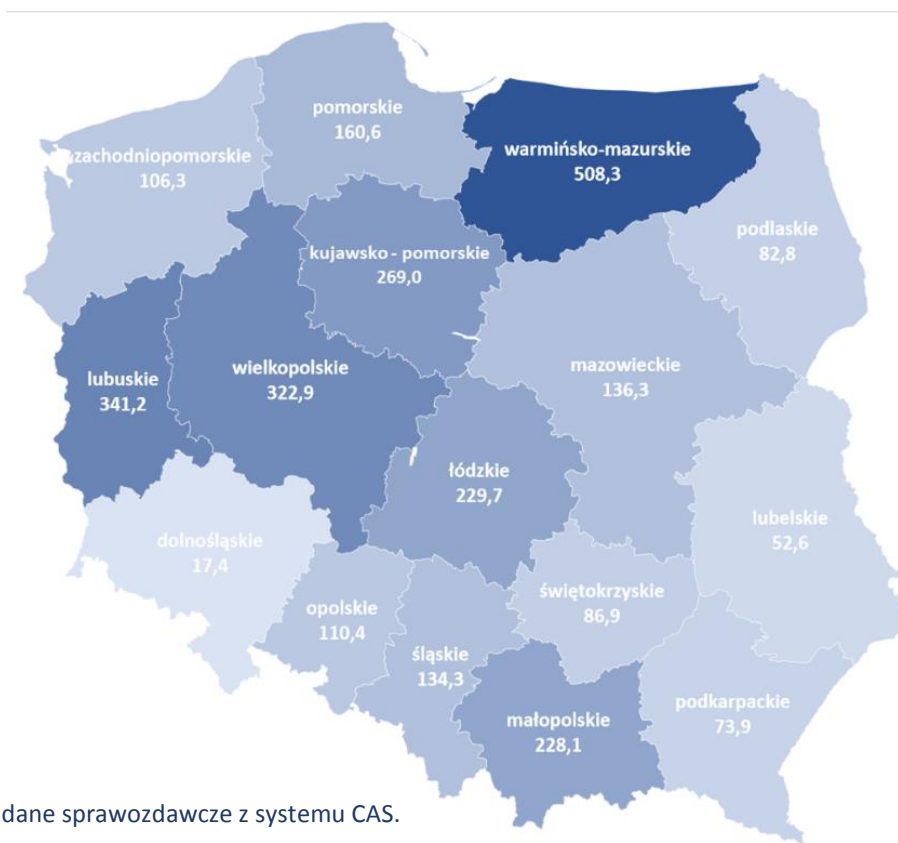 pomorskie
160,6
warmińsko-mazurskie
508,3
zachodniopomorskie
106,3
podlaskie
82,8
kujawsko - pomorskie
269,0
mazowieckie
136,3
wielkopolskie
322,9
lubuskie
341,2
łódzkie
229,7
lubelskie
52,6
dolnośląskie
17,4
świętokrzyskie
86,9
opolskie
110,4
śląskie
134,3
podkarpackie
73,9
małopolskie
228,1
dane sprawozdawcze z systemu CAS.